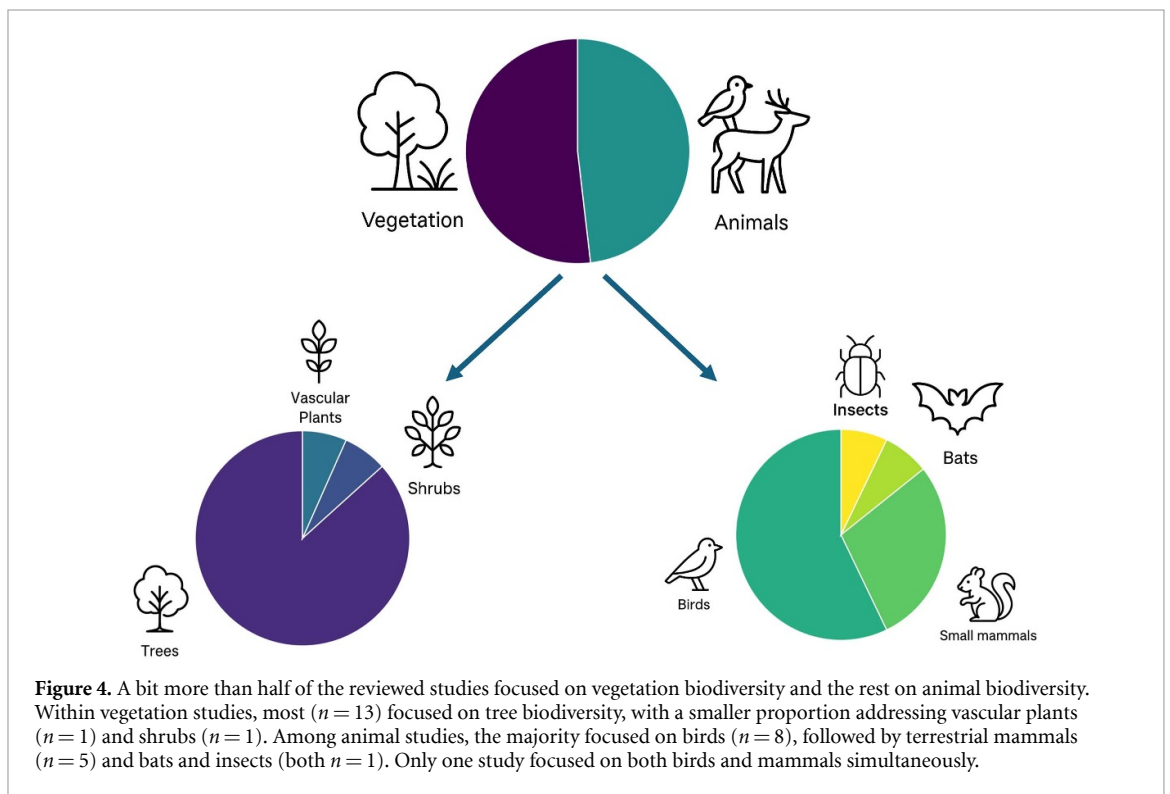 Vegetation
Animals
Vascular
Plants
Shrubs
Trees
Insects
Bats
Birds
Small mammals
Figure 4. A bit more than half of the reviewed studies focused on vegetation biodiversity and the rest on animal biodiversity.
Within vegetation studies, most (n = 13) focused on tree biodiversity, with a smaller proportion addressing vascular plants
(n = 1) and shrubs (n = 1). Among animal studies, the majority focused on birds (n = 8), followed by terrestrial mammals
(n = 5) and bats and insects (both n = 1). Only one study focused on both birds and mammals simultaneously.